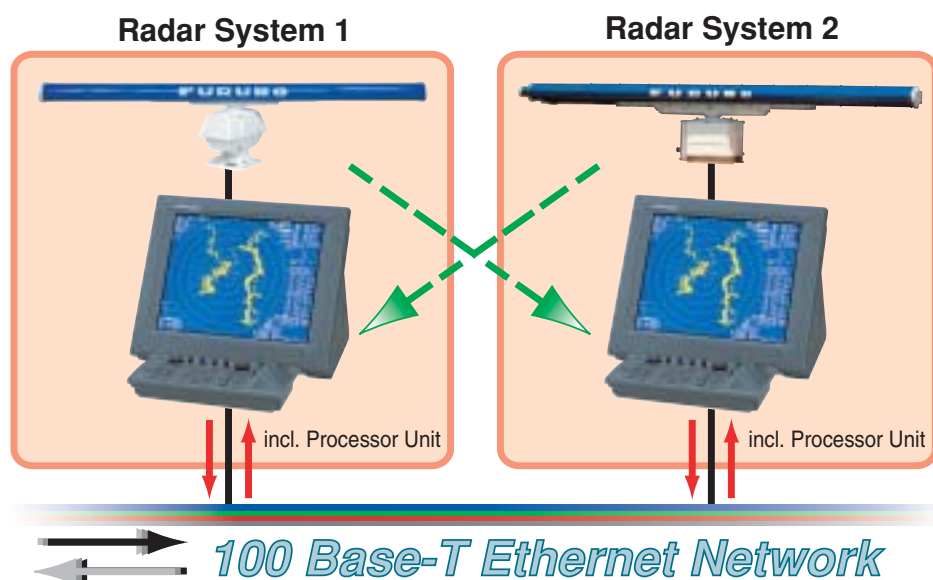 Radar System 1
Radar System 2
FURUNO
FURUNO
incl. Processor Unit
incl. Processor Unit
100 Base-T Ethernet Network